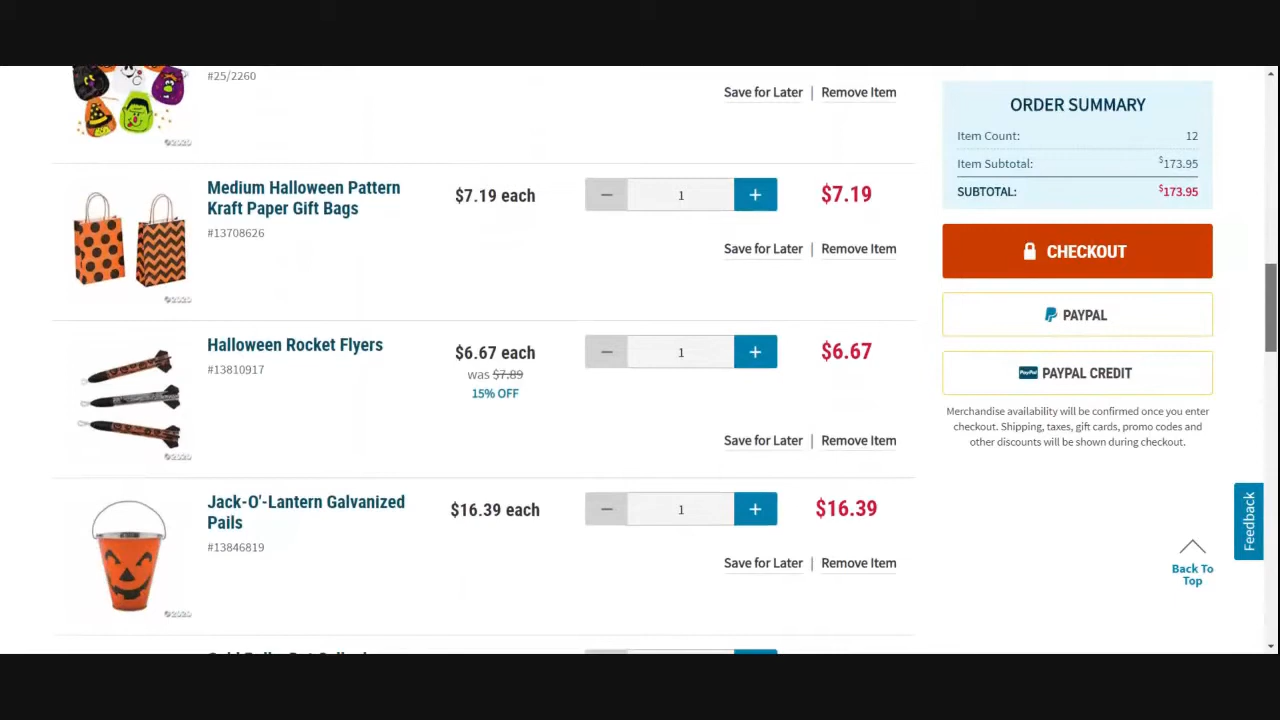 #25/2260
Save for Later | Remove Item
©2020
Medium Halloween Pattern
Kraft Paper Gift Bags
#13708626
$7.19 each
1
$7.19
Save for Later | Remove Item
©2020
Halloween Rocket Flyers
#13810917
$6.67 each
was $7.89
15% OFF
1
$6.67
Save for Later | Remove Item
©2020
Jack-O'-Lantern Galvanized
Pails
#13846819
$16.39 each
1
$16.39
Save for Later | Remove Item
©2020
ORDER SUMMARY
Item Count: 12
Item Subtotal: $173.95
SUBTOTAL: $173.95
CHECKOUT
PAYPAL
PayPal PAYPAL CREDIT
Merchandise availability will be confirmed once you enter
checkout. Shipping, taxes, gift cards, promo codes and
other discounts will be shown during checkout.
Feedback
Back To
Top